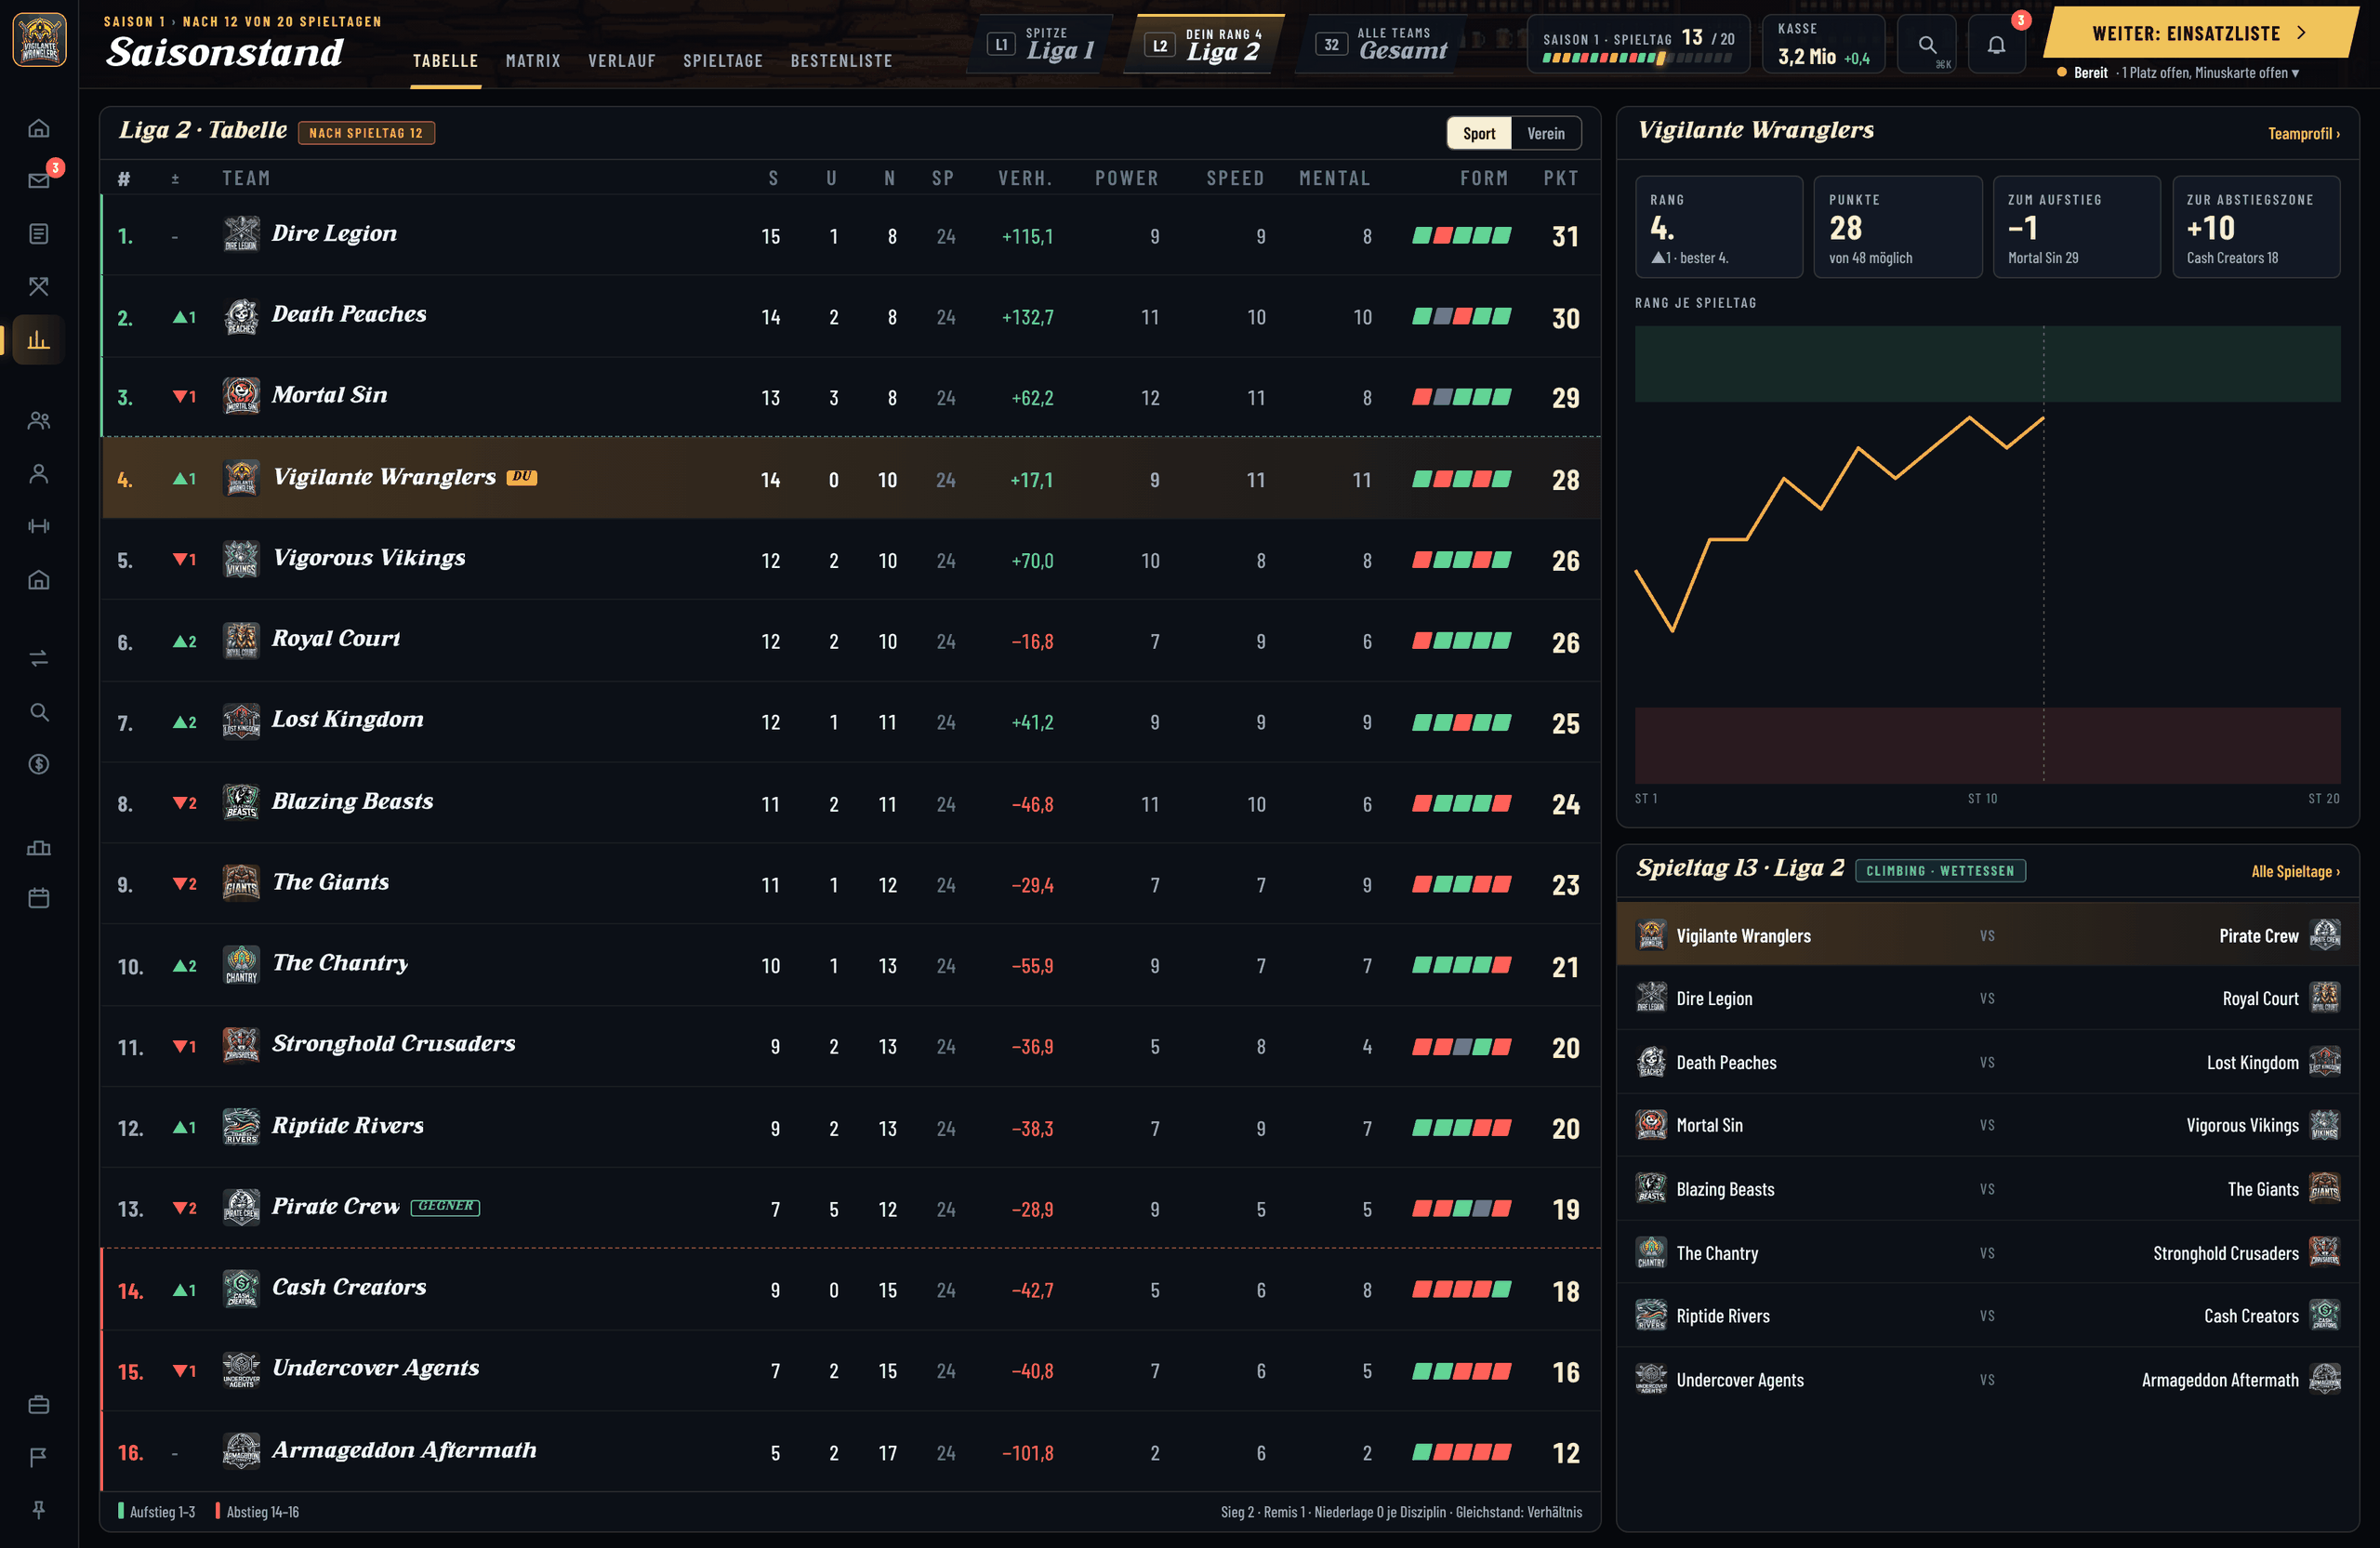 SAISON 1 › NACH 12 VON 20 SPIELTAGEN
Saisonstand
TABELLE MATRIX VERLAUF SPIELTAGE BESTENLISTE
L1 SPITZE Liga 1
L2 DEIN RANG 4 Liga 2
32 ALLE TEAMS Gesamt
SAISON 1 · SPIELTAG 13 / 20
KASSE
3,2 Mio +0,4
⌘K
3
WEITER: EINSATZLISTE
Bereit · 1 Platz offen, Minuskarte offen ▾
3
Liga 2 · Tabelle NACH SPIELTAG 12
Sport Verein
# ± TEAM S U N SP VERH. POWER SPEED MENTAL FORM PKT
1. - Dire Legion 15 1 8 24 +115,1 9 9 8 31
2. ▲1 Death Peaches 14 2 8 24 +132,7 11 10 10 30
3. ▼1 Mortal Sin 13 3 8 24 +62,2 12 11 8 29
4. ▲1 Vigilante Wranglers DU 14 0 10 24 +17,1 9 11 11 28
5. ▼1 Vigorous Vikings 12 2 10 24 +70,0 10 8 8 26
6. ▲2 Royal Court 12 2 10 24 −16,8 7 9 6 26
7. ▲2 Lost Kingdom 12 1 11 24 +41,2 9 9 9 25
8. ▼2 Blazing Beasts 11 2 11 24 −46,8 11 10 6 24
9. ▼2 The Giants 11 1 12 24 −29,4 7 7 9 23
10. ▲2 The Chantry 10 1 13 24 −55,9 9 7 7 21
11. ▼1 Stronghold Crusaders 9 2 13 24 −36,9 5 8 4 20
12. ▲1 Riptide Rivers 9 2 13 24 −38,3 7 9 7 20
13. ▼2 Pirate Crew GEGNER 7 5 12 24 −28,9 9 5 5 19
14. ▲1 Cash Creators 9 0 15 24 −42,7 5 6 8 18
15. ▼1 Undercover Agents 7 2 15 24 −40,8 7 6 5 16
16. - Armageddon Aftermath 5 2 17 24 −101,8 2 6 2 12
Aufstieg 1–3 Abstieg 14–16
Sieg 2 · Remis 1 · Niederlage 0 je Disziplin · Gleichstand: Verhältnis
Vigilante Wranglers
Teamprofil ›
RANG
4.
▲1 · bester 4.
PUNKTE
28
von 48 möglich
ZUM AUFSTIEG
−1
Mortal Sin 29
ZUR ABSTIEGSZONE
+10
Cash Creators 18
RANG JE SPIELTAG
ST 1 ST 10 ST 20
Spieltag 13 · Liga 2 CLIMBING · WETTESSEN
Alle Spieltage ›
Vigilante Wranglers VS Pirate Crew
Dire Legion VS Royal Court
Death Peaches VS Lost Kingdom
Mortal Sin VS Vigorous Vikings
Blazing Beasts VS The Giants
The Chantry VS Stronghold Crusaders
Riptide Rivers VS Cash Creators
Undercover Agents VS Armageddon Aftermath